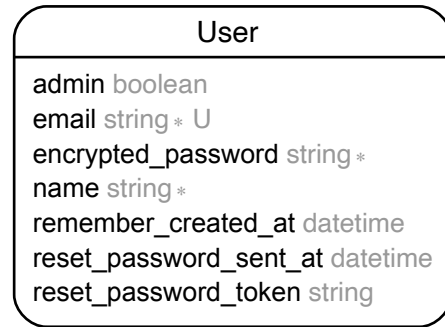 User
admin boolean
email string * U
encrypted_password string *
name string *
remember_created_at datetime
reset_password_sent_at datetime
reset_password_token string